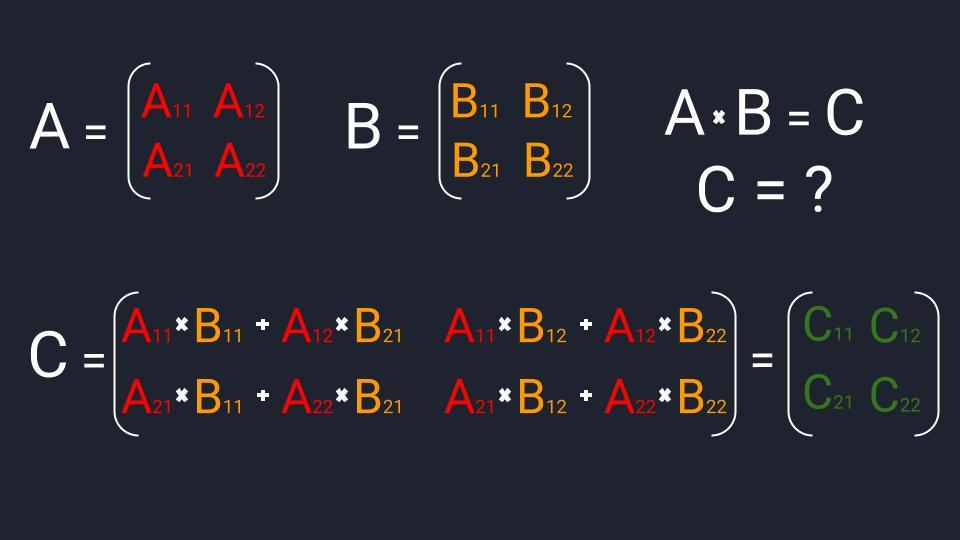 A = ( A₁₁ A₁₂ B = ( B₁₁ B₁₂ A × B = C
A₂₁ A₂₂ ) B₂₁ B₂₂ ) C = ?
C = ( A₁₁ × B₁₁ + A₁₂ × B₂₁ A₁₁ × B₁₂ + A₁₂ × B₂₂ = ( C₁₁ C₁₂
A₂₁ × B₁₁ + A₂₂ × B₂₁ A₂₁ × B₁₂ + A₂₂ × B₂₂ ) C₂₁ C₂₂ )